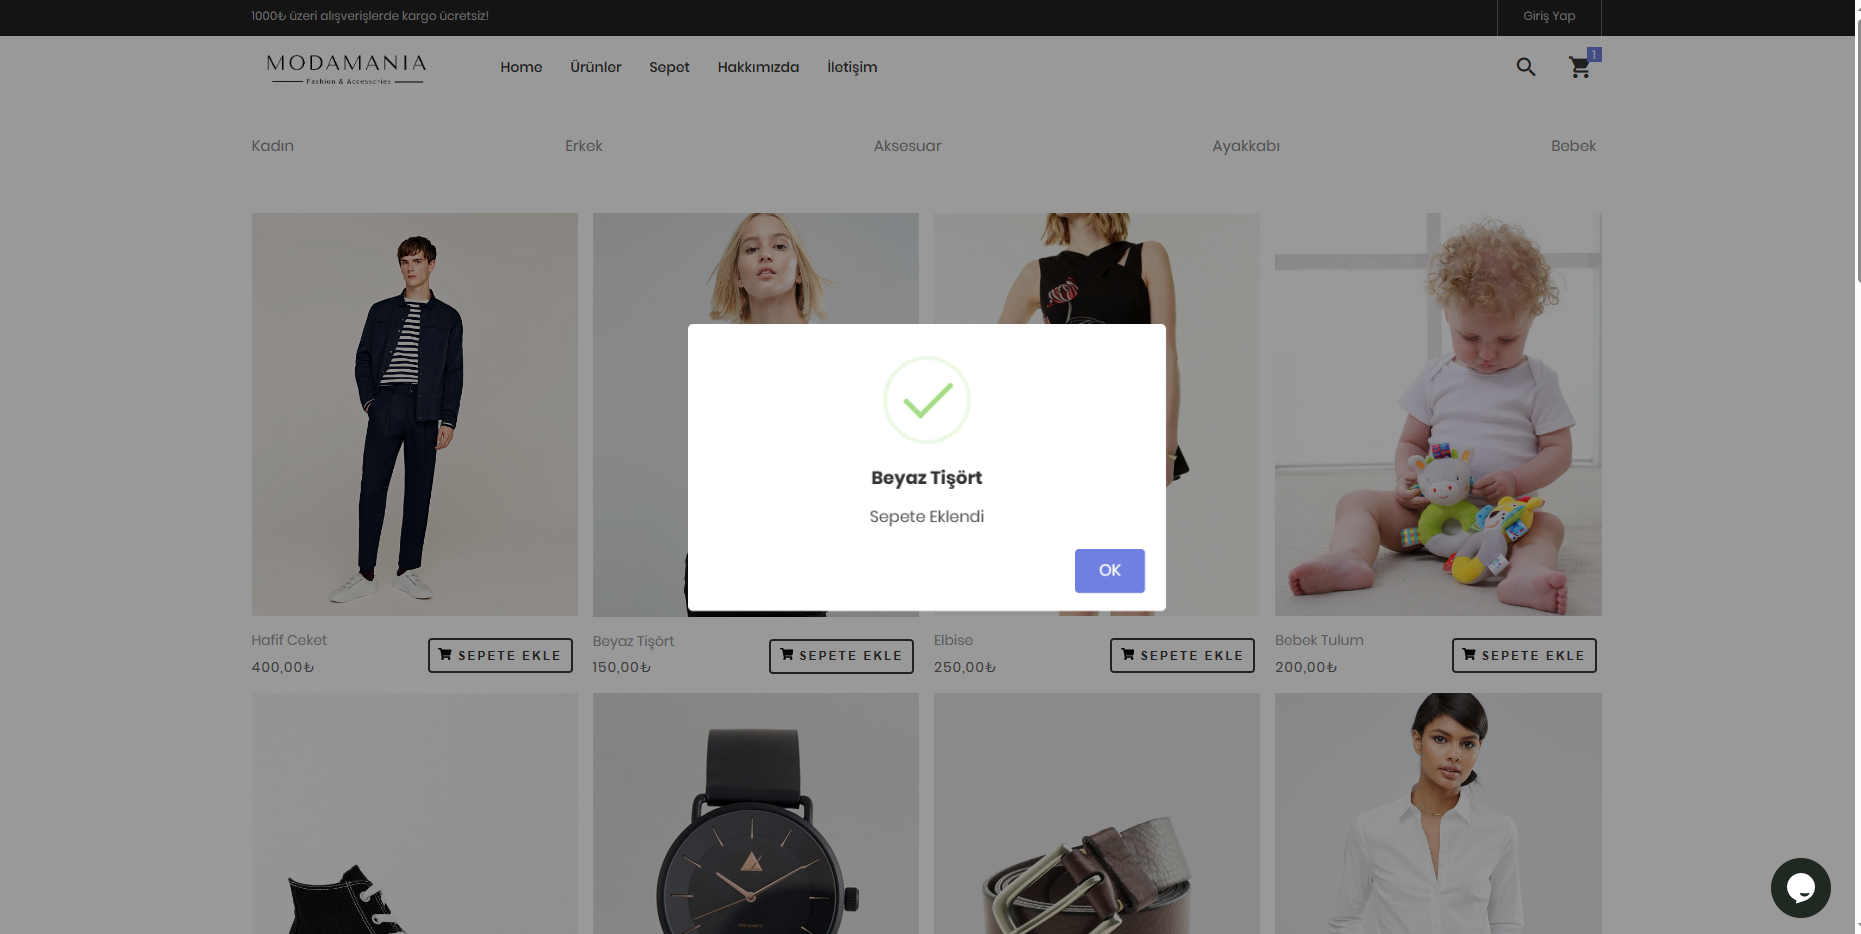 1000₺ üzeri alışverişlerde kargo ücretsiz!
Giriş Yap
MODAMANIA
Fashion & Accessories
Home
Ürünler
Sepet
Hakkımızda
İletişim
1
Kadın
Erkek
Aksesuar
Ayakkabı
Bebek
Beyaz Tişört
Sepete Eklendi
OK
Hafif Ceket
400,00₺
SEPETE EKLE
Beyaz Tişört
150,00₺
SEPETE EKLE
Elbise
250,00₺
SEPETE EKLE
Bebek Tulum
200,00₺
SEPETE EKLE